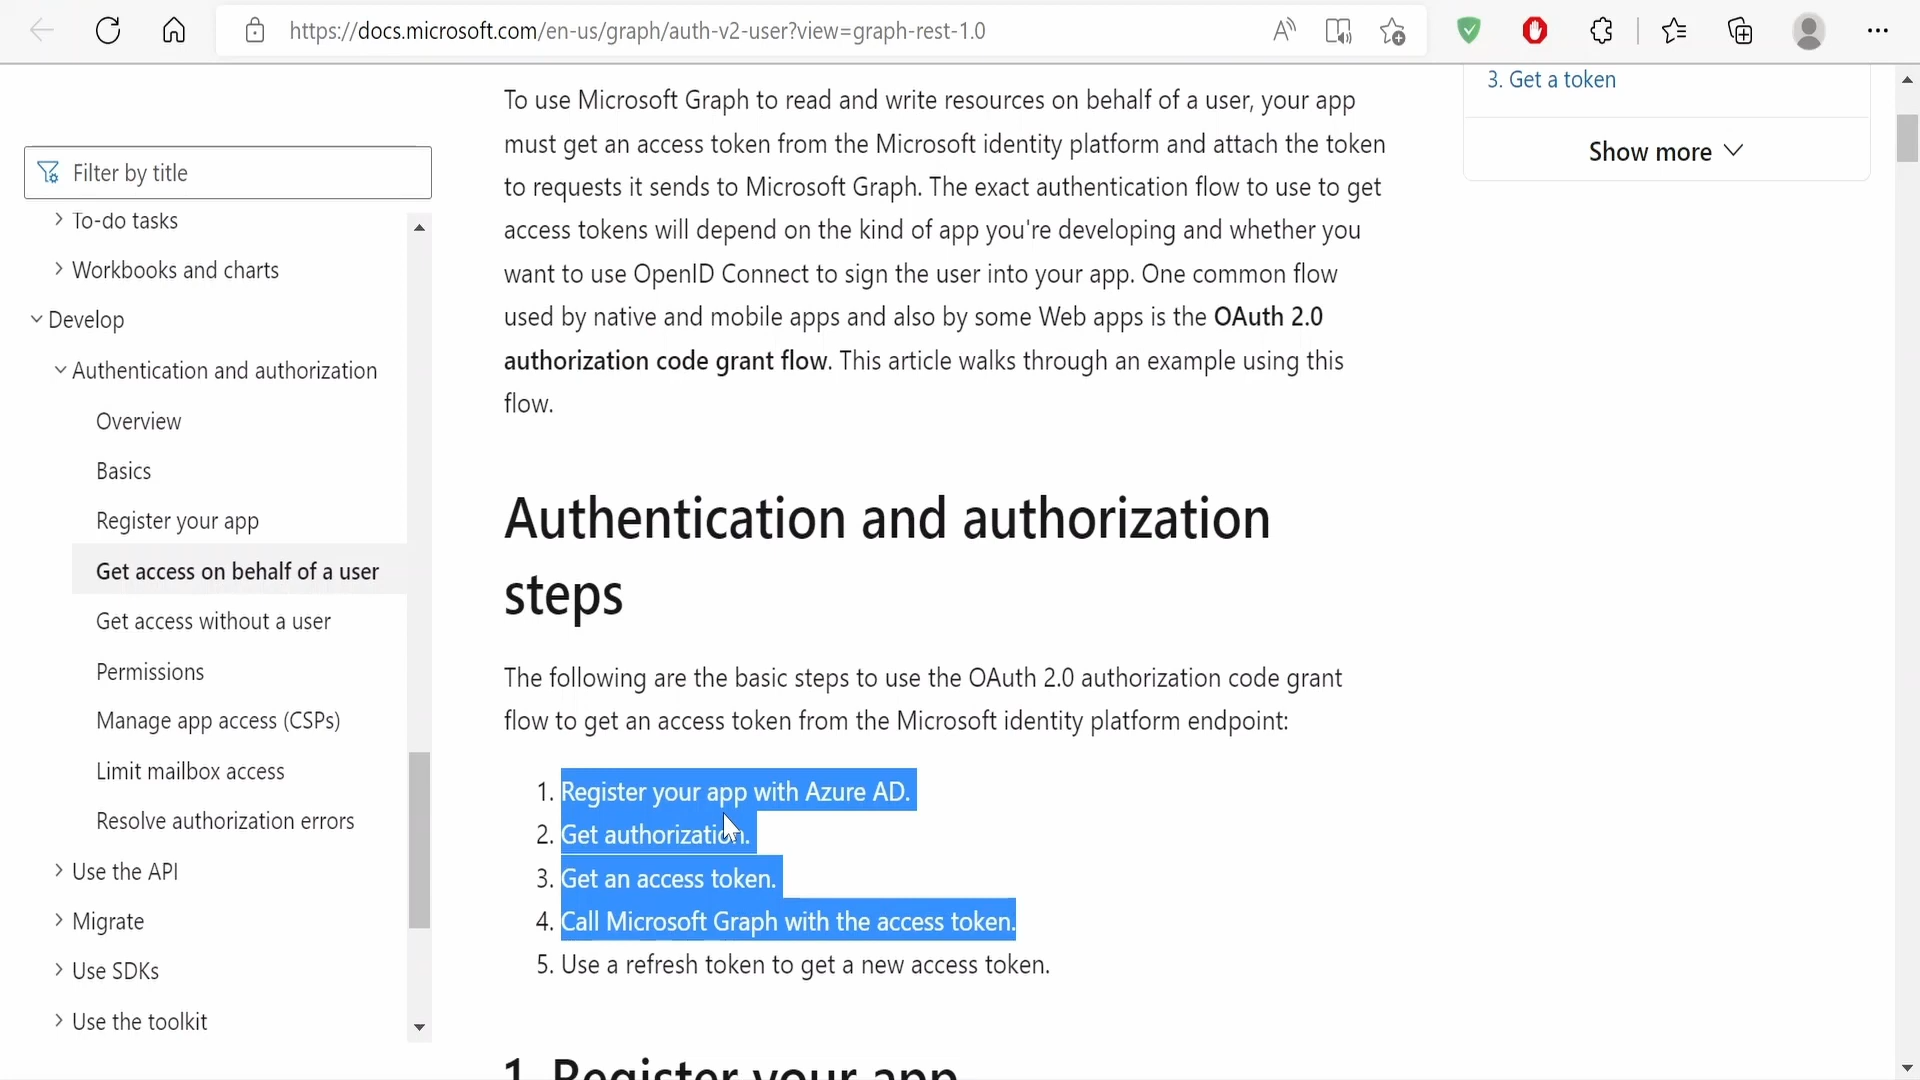 https://docs.microsoft.com/en-us/graph/auth-v2-user?view=graph-rest-1.0
Filter by title
To-do tasks
Workbooks and charts
Develop
Authentication and authorization
Overview
Basics
Register your app
Get access on behalf of a user
Get access without a user
Permissions
Manage app access (CSPs)
Limit mailbox access
Resolve authorization errors
Use the API
Migrate
Use SDKs
Use the toolkit
To use Microsoft Graph to read and write resources on behalf of a user, your app
must get an access token from the Microsoft identity platform and attach the token
to requests it sends to Microsoft Graph. The exact authentication flow to use to get
access tokens will depend on the kind of app you're developing and whether you
want to use OpenID Connect to sign the user into your app. One common flow
used by native and mobile apps and also by some Web apps is the OAuth 2.0
authorization code grant flow. This article walks through an example using this
flow.
Authentication and authorization
steps
The following are the basic steps to use the OAuth 2.0 authorization code grant
flow to get an access token from the Microsoft identity platform endpoint:
1. Register your app with Azure AD.
2. Get authorization.
3. Get an access token.
4. Call Microsoft Graph with the access token.
5. Use a refresh token to get a new access token.
1. Register your app
3. Get a token
Show more